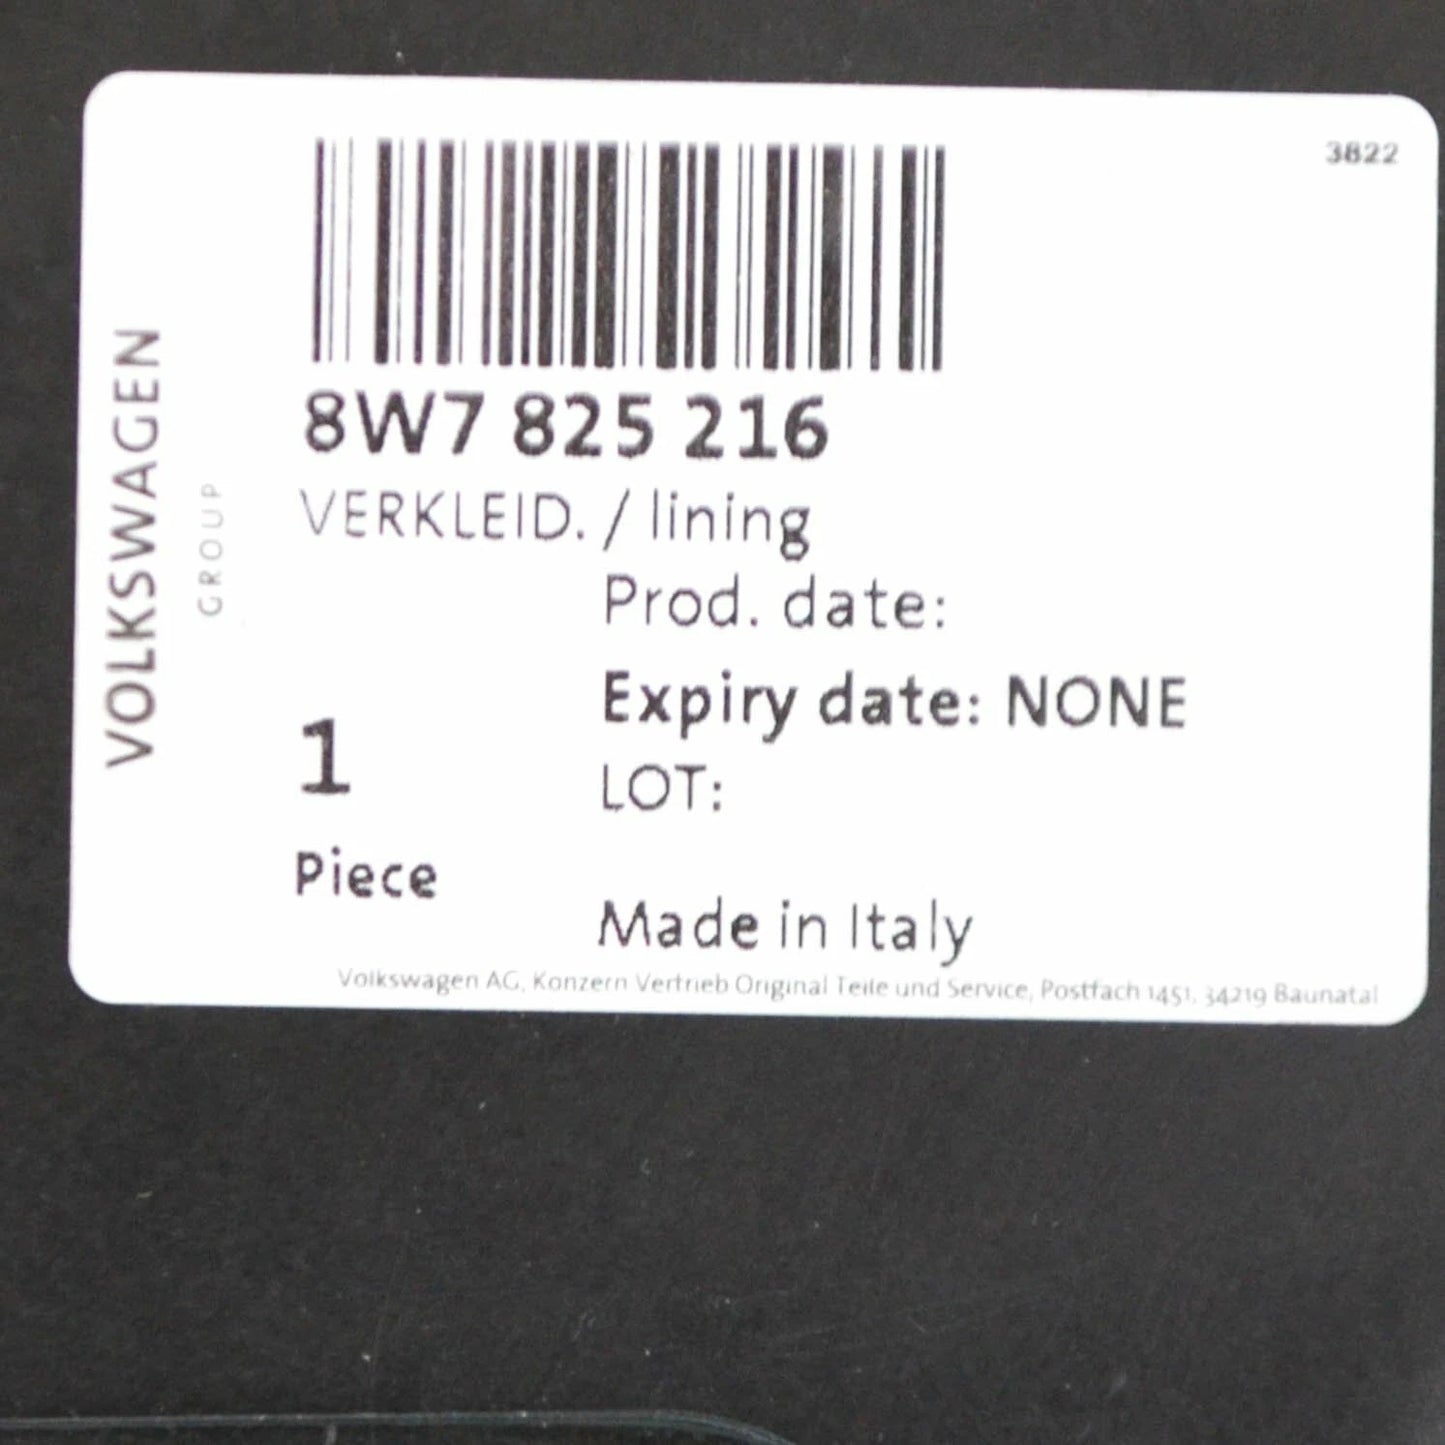 3822
8W7 825 216
VERKLEID. / lining
Prod. date:
Expiry date: NONE
LOT:
1
Piece
Made in Italy
Volkswagen AG, Konzern Vertrieb Original Teile und Service, Postfach 1451, 34219 Baunatal
VOLKSWAGEN
GROUP